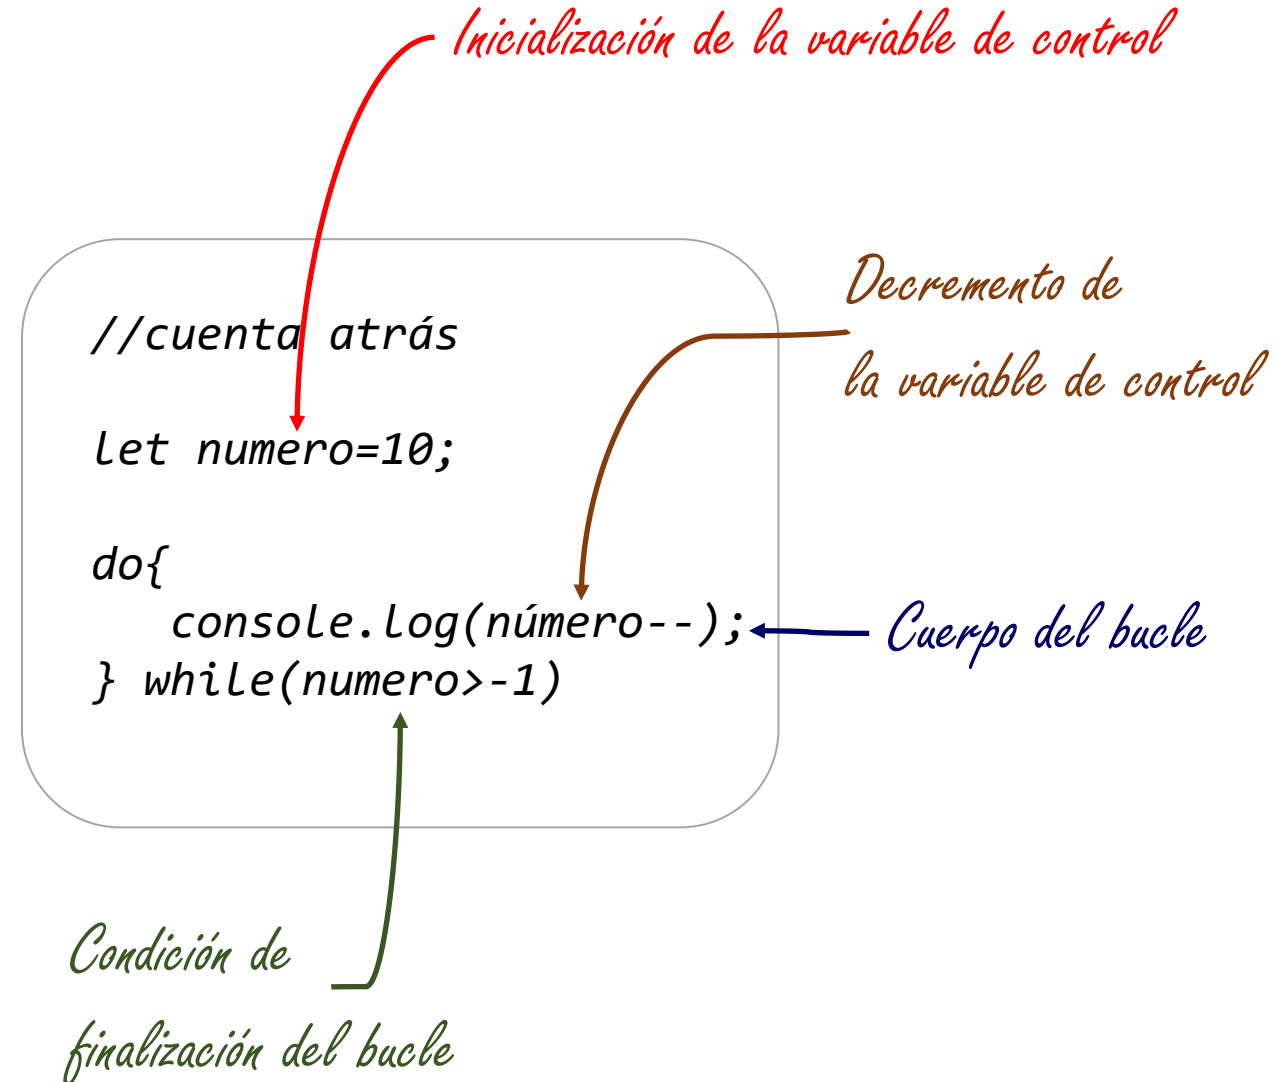 Inicialización de la variable de control
Decremento de
la variable de control
//cuenta atrás
let numero=10;
do{
console.log(número--);
} while(numero>-1)
Cuerpo del bucle
Condición de
finalización del bucle